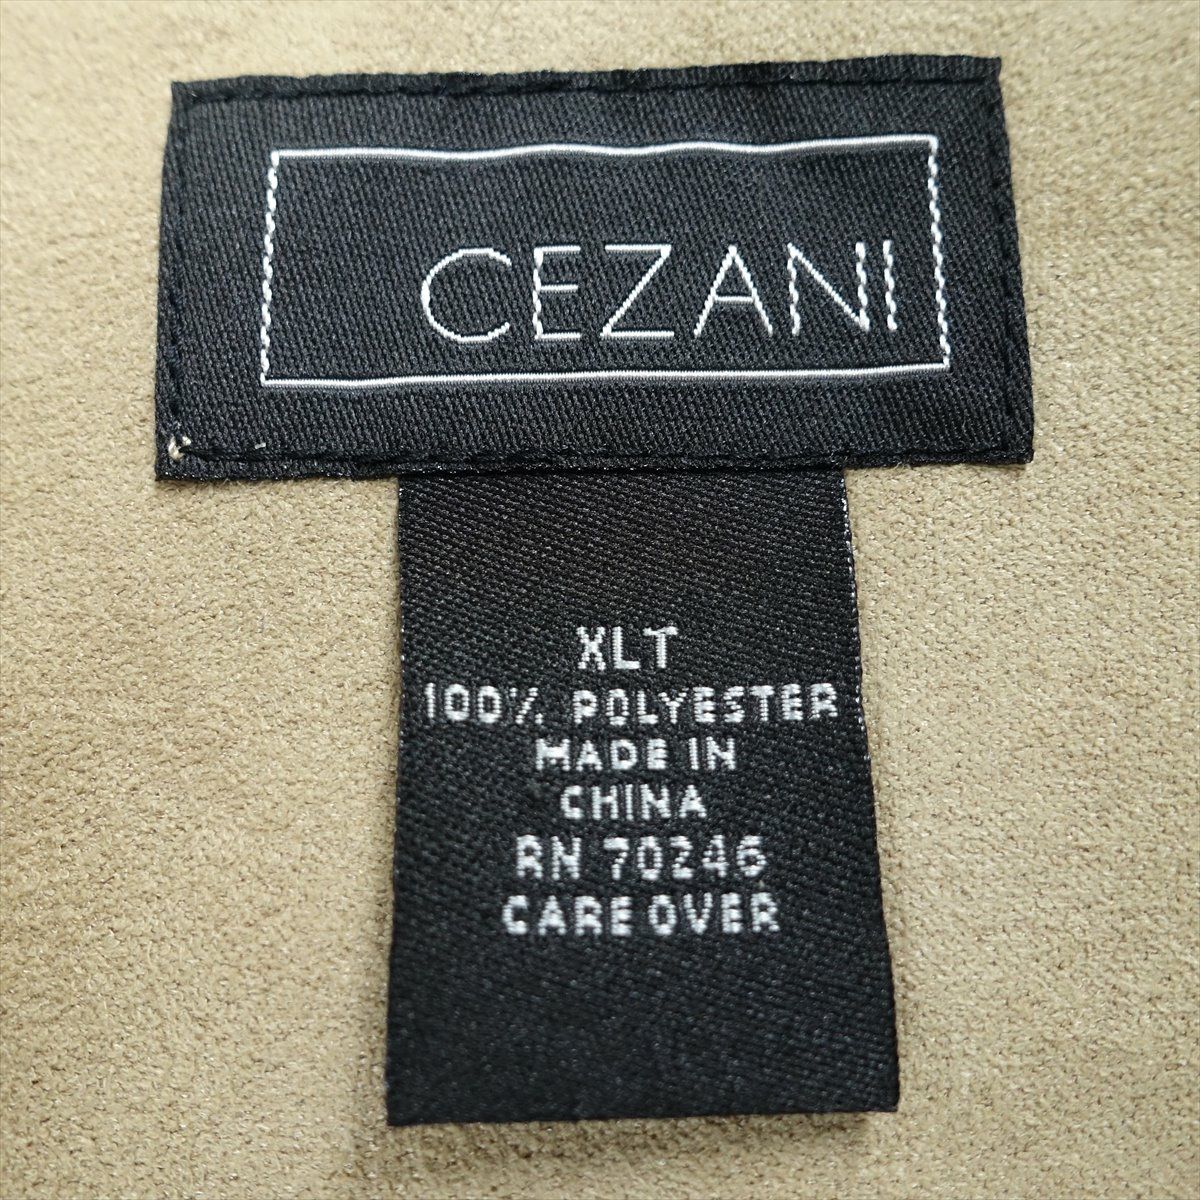 CEZANI
XLT
100% POLYESTER
MADE IN
CHINA
RN 70246
CARE OVER